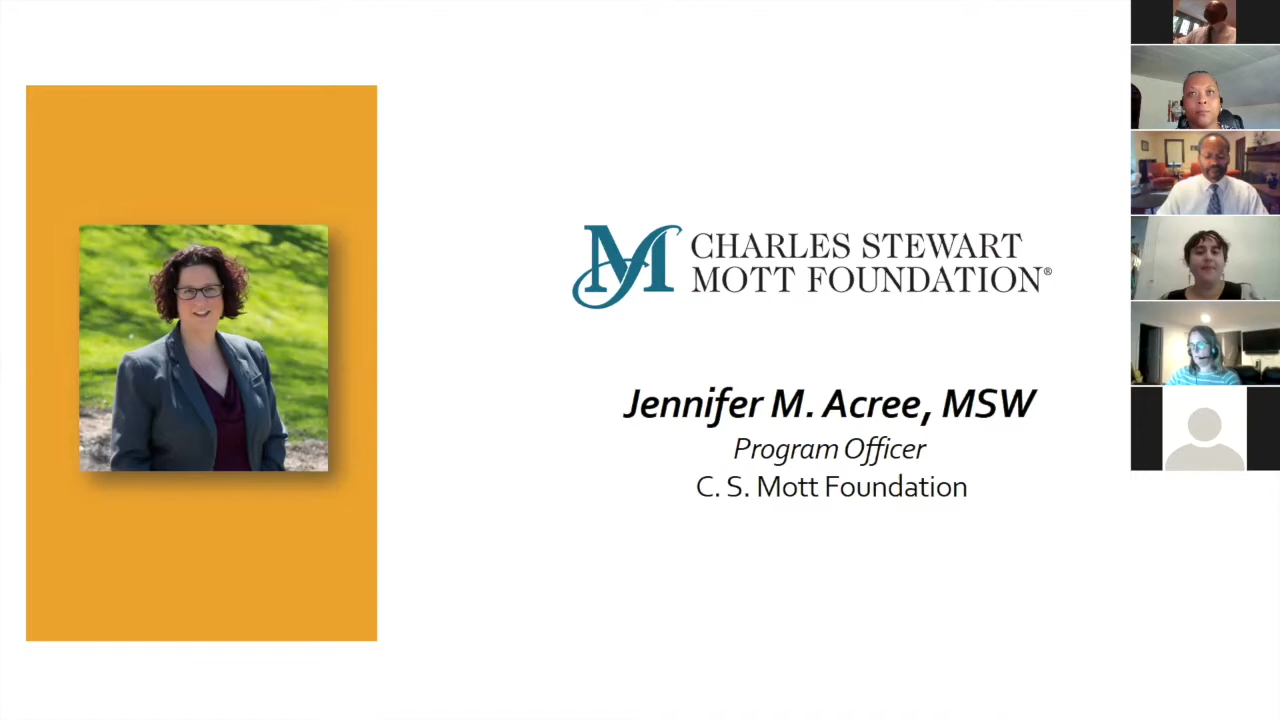 CHARLES STEWART
MOTT FOUNDATION®
Jennifer M. Acree, MSW
Program Officer
C. S. Mott Foundation